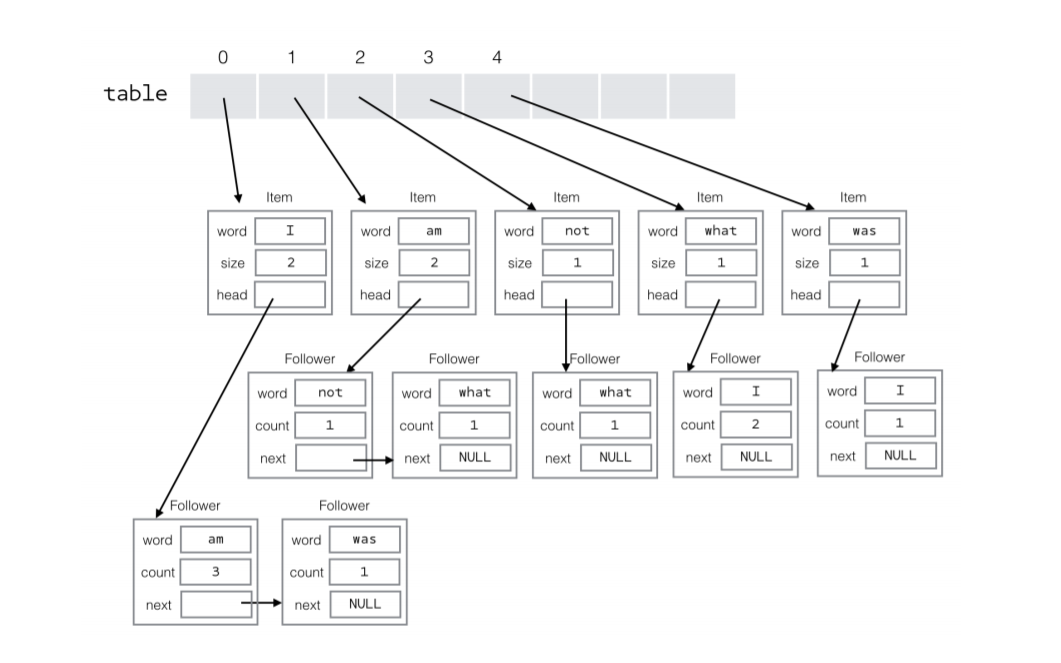 0 1 2 3 4
table
Item Item Item Item Item
word I word am word not word what word was
size 2 size 2 size 1 size 1 size 1
head head head head head
Follower Follower Follower Follower Follower
word not word what word what word I word I
count 1 count 1 count 1 count 2 count 1
next next NULL next NULL next NULL next NULL
Follower Follower
word am word was
count 3 count 1
next next NULL